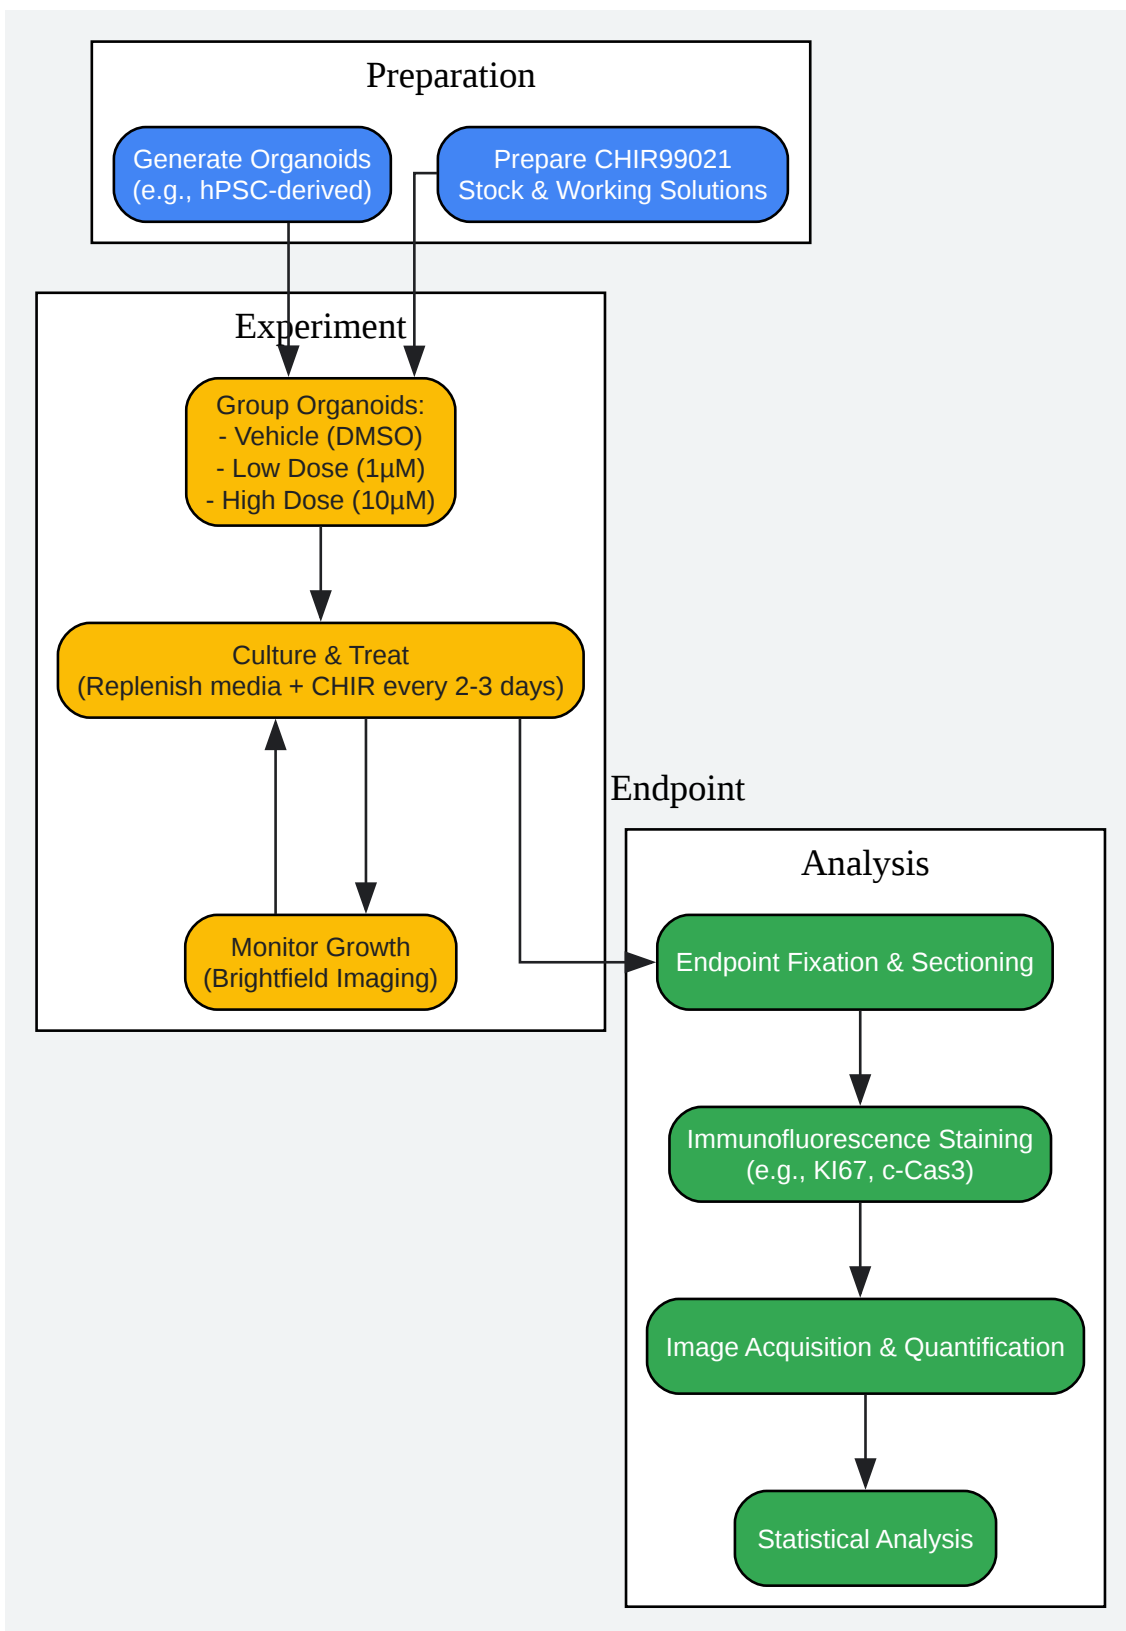 Preparation
Generate Organoids
(e.g., hPSC-derived)
Prepare CHIR99021
Stock & Working Solutions
Experiment
Group Organoids:
- Vehicle (DMSO)
- Low Dose (1µM)
- High Dose (10µM)
Culture & Treat
(Replenish media + CHIR every 2-3 days)
Monitor Growth
(Brightfield Imaging)
Endpoint
Analysis
Endpoint Fixation & Sectioning
Immunofluorescence Staining
(e.g., KI67, c-Cas3)
Image Acquisition & Quantification
Statistical Analysis